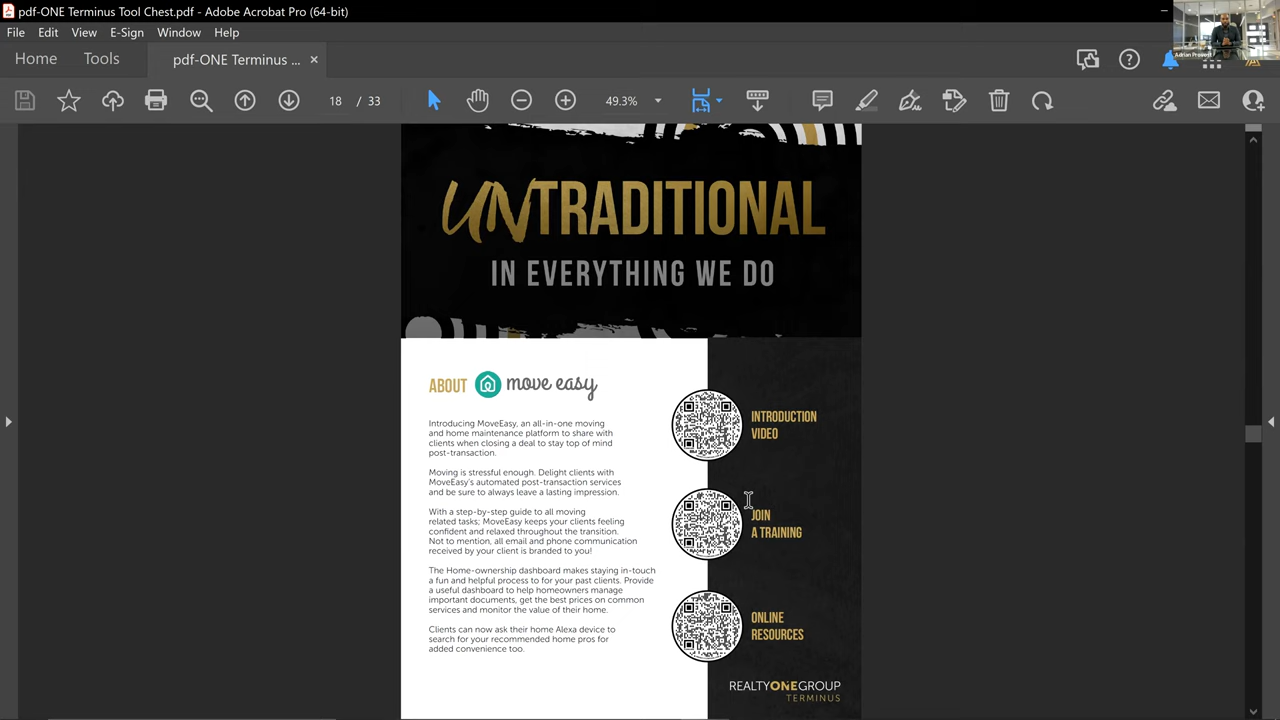 pdf-ONE Terminus Tool Chest.pdf - Adobe Acrobat Pro (64-bit)
File Edit View E-Sign Window Help
Home Tools pdf-ONE Terminus ... ×
18 / 33 49.3%
Adrian Provost
UNTRADITIONAL
IN EVERYTHING WE DO
ABOUT move easy
Introducing MoveEasy, an all-in-one moving
and home maintenance platform to share with
clients when closing a deal to stay top of mind
post-transaction.
Moving is stressful enough. Delight clients with
MoveEasy's automated post-transaction services
and be sure to always leave a lasting impression.
With a step-by-step guide to all moving
related tasks; MoveEasy keeps your clients feeling
confident and relaxed throughout the transition.
Not to mention, all email and phone communication
received by your client is branded to you!
The Home-ownership dashboard makes staying in-touch
a fun and helpful process to for your past clients. Provide
a useful dashboard to help homeowners manage
important documents, get the best prices on common
services and monitor the value of their home.
Clients can now ask their home Alexa device to
search for your recommended home pros for
added convenience too.
INTRODUCTION
VIDEO
JOIN
A TRAINING
ONLINE
RESOURCES
REALTYONEGROUP
TERMINUS